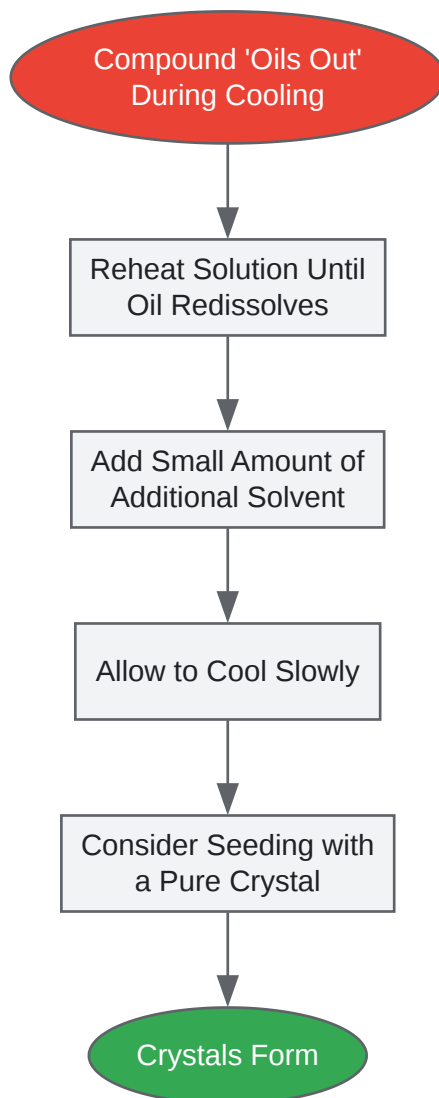 Compound 'Oils Out'
During Cooling
Reheat Solution Until
Oil Redissolves
Add Small Amount of
Additional Solvent
Allow to Cool Slowly
Consider Seeding with
a Pure Crystal
Crystals Form